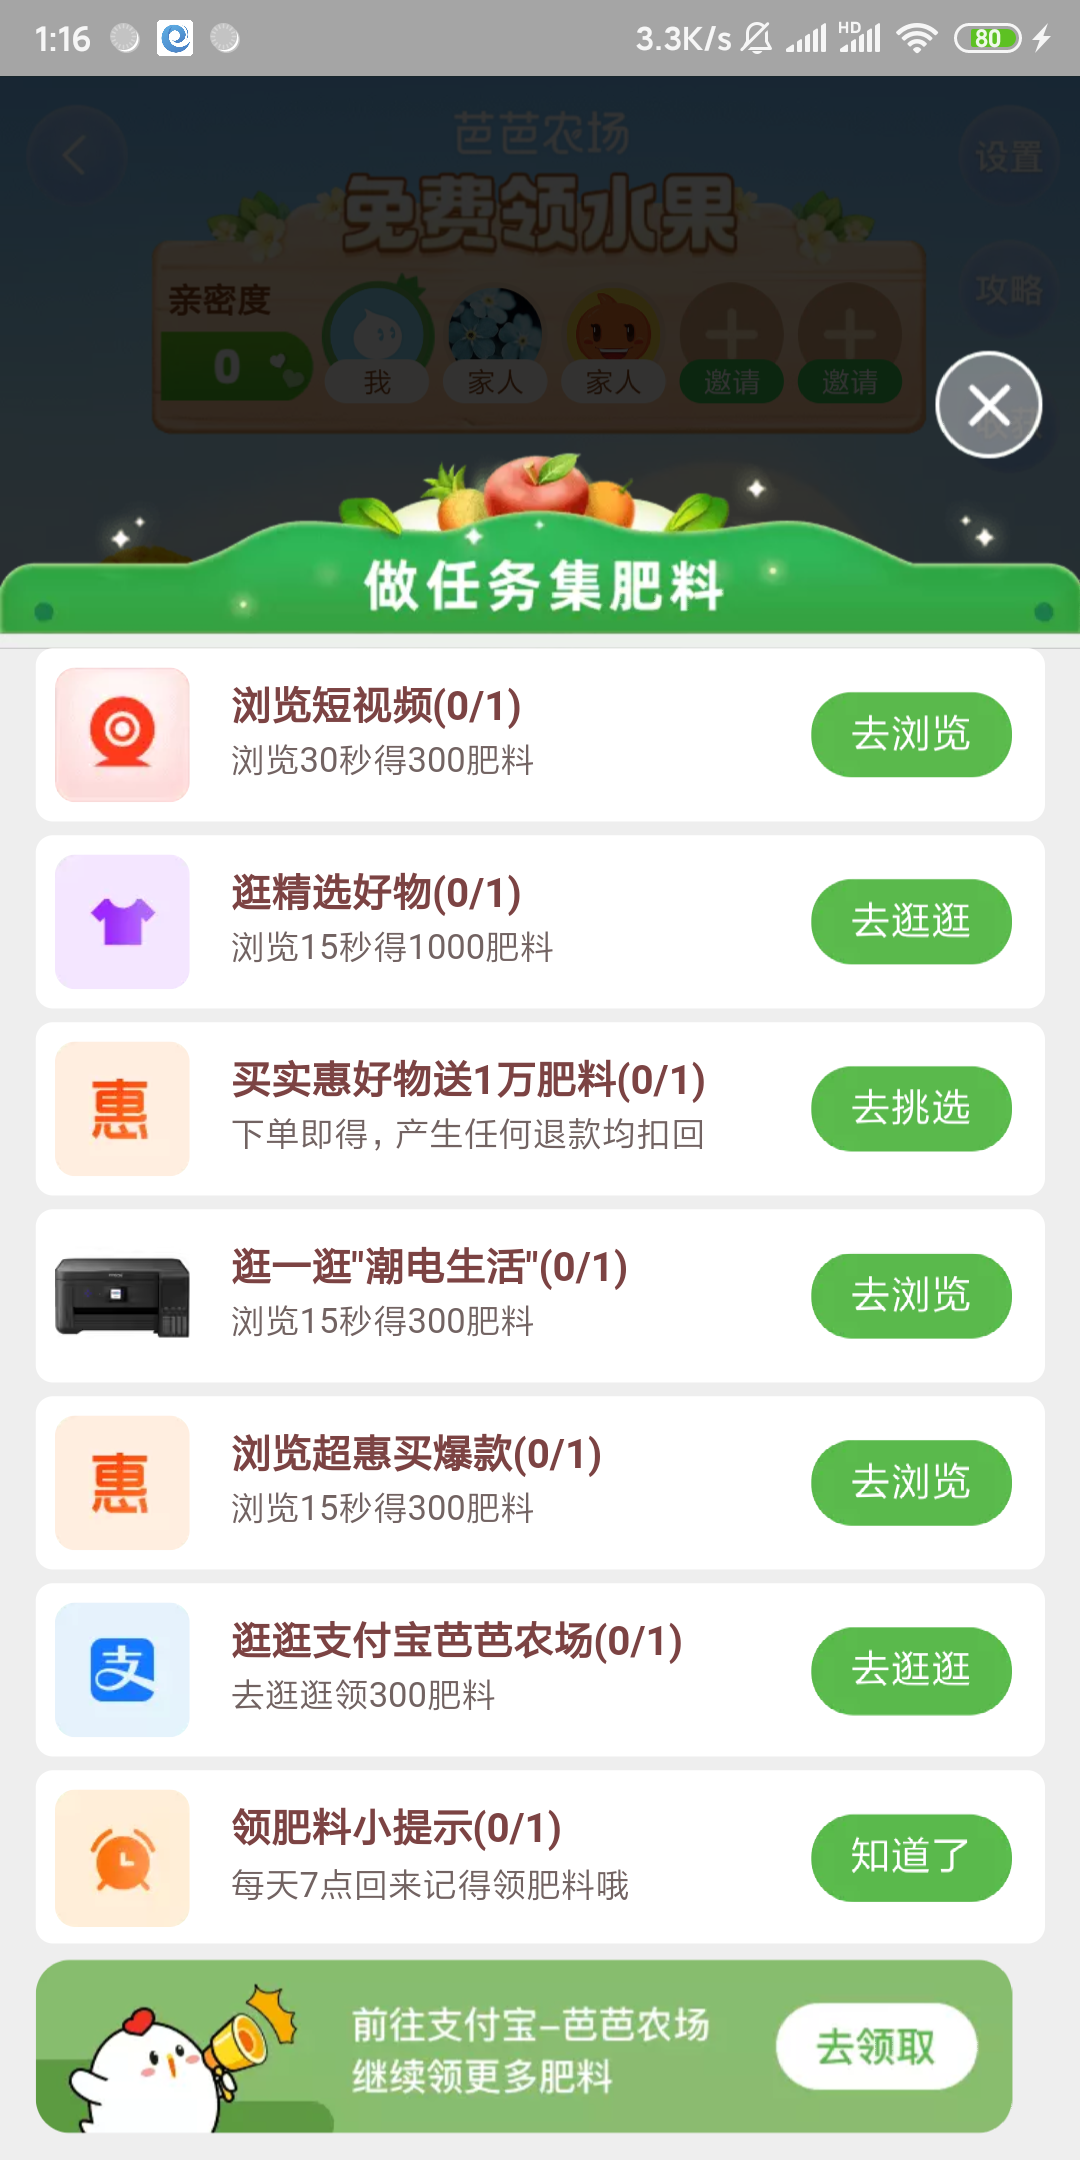 1:16
3.3K/s
HD
80
芭芭农场
设置
免费领水果
攻略
亲密度
0
我
家人
家人
邀请
邀请
做任务集肥料
浏览短视频(0/1)
浏览30秒得300肥料
去浏览
逛精选好物(0/1)
浏览15秒得1000肥料
去逛逛
惠
买实惠好物送1万肥料(0/1)
下单即得，产生任何退款均扣回
去挑选
逛一逛"潮电生活"(0/1)
浏览15秒得300肥料
去浏览
惠
浏览超惠买爆款(0/1)
浏览15秒得300肥料
去浏览
支
逛逛支付宝芭芭农场(0/1)
去逛逛领300肥料
去逛逛
领肥料小提示(0/1)
每天7点回来记得领肥料哦
知道了
前往支付宝–芭芭农场
继续领更多肥料
去领取